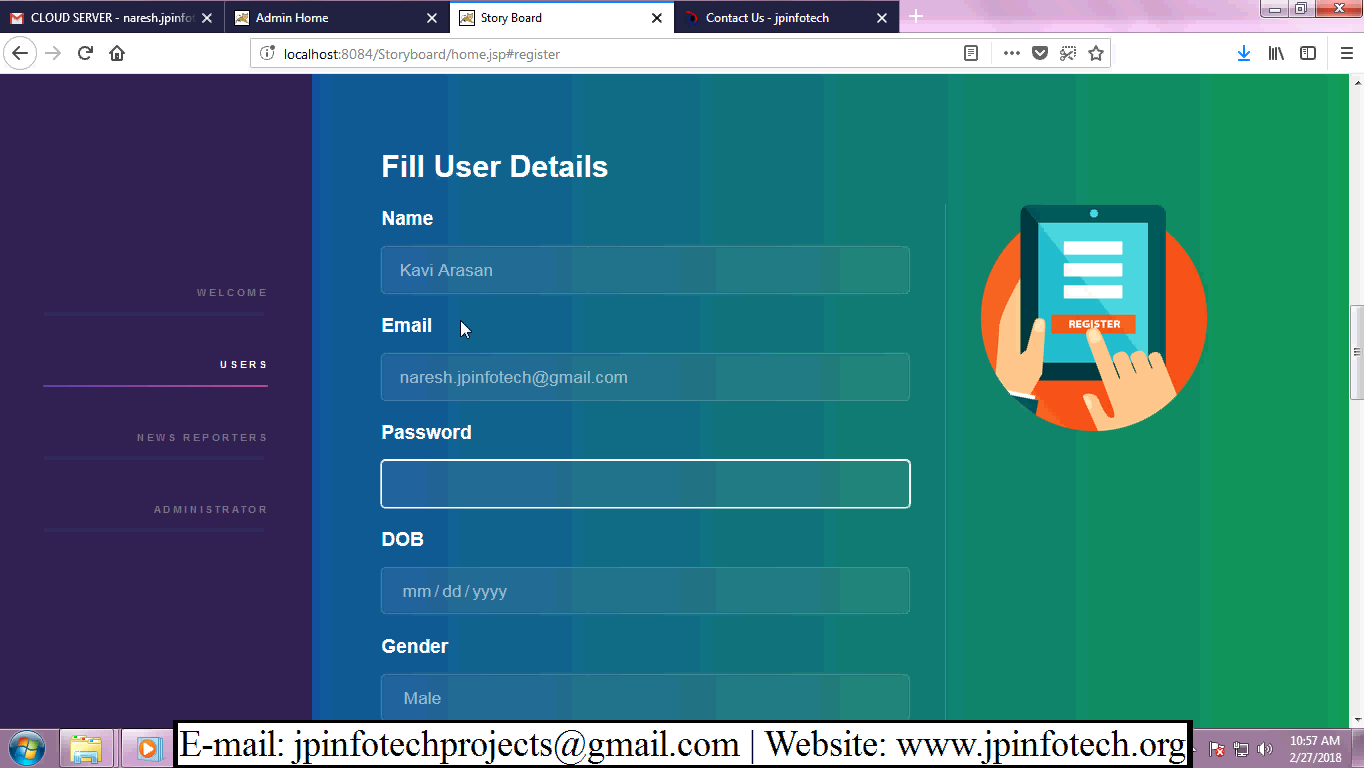 CLOUD SERVER - naresh.jpinfot
Admin Home
Story Board
Contact Us - jpinfotech
localhost:8084/Storyboard/home.jsp#register
Fill User Details
Name
Kavi Arasan
Email
naresh.jpinfotech@gmail.com
Password
DOB
mm / dd / yyyy
Gender
Male
WELCOME
USERS
NEWS REPORTERS
ADMINISTRATOR
REGISTER
E-mail: jpinfotechprojects@gmail.com | Website: www.jpinfotech.org
10:57 AM
2/27/2018